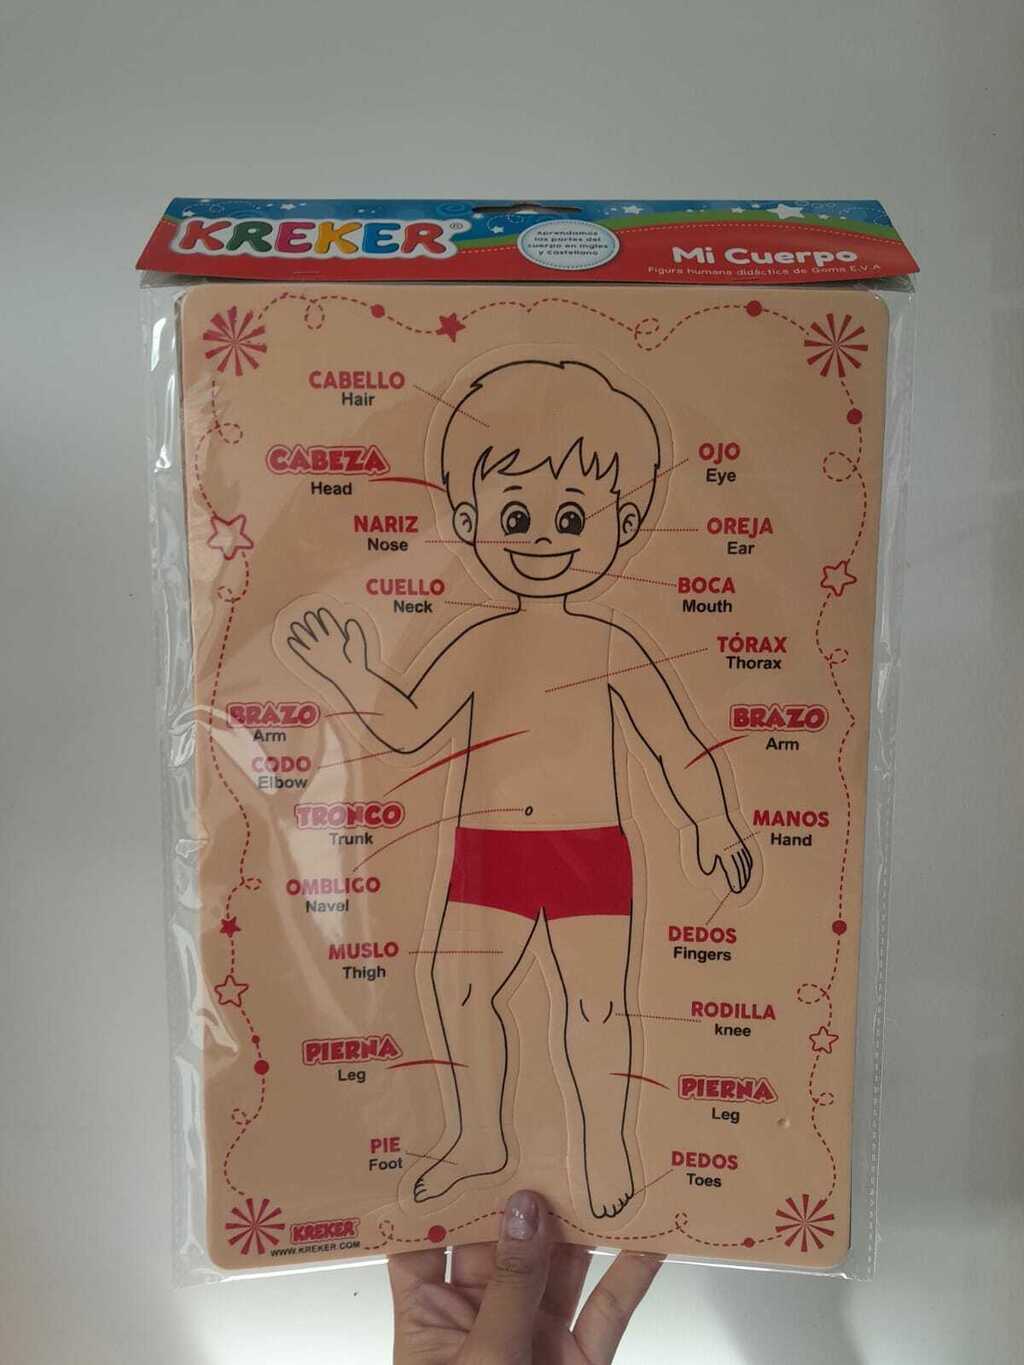 KREKER®
Aprendamos
las partes del
cuerpo en Ingles
y Castellano
Mi Cuerpo
Figura humana didáctica de Goma E.V.A
CABELLO
Hair
CABEZA
Head
OJO
Eye
NARIZ
Nose
OREJA
Ear
CUELLO
Neck
BOCA
Mouth
TÓRAX
Thorax
BRAZO
Arm
BRAZO
Arm
CODO
Elbow
TRONCO
Trunk
MANOS
Hand
OMBLIGO
Navel
DEDOS
Fingers
MUSLO
Thigh
RODILLA
knee
PIERNA
Leg
PIERNA
Leg
PIE
Foot
DEDOS
Toes
KREKER
WWW.KREKER.COM